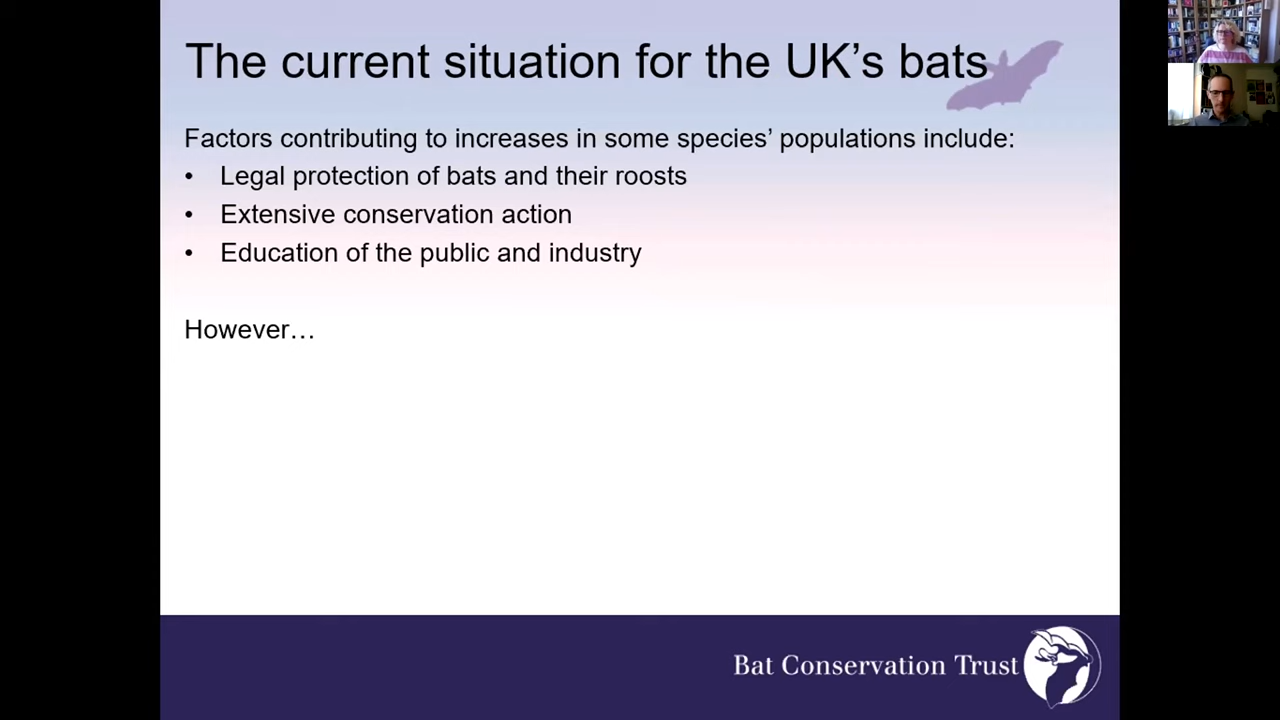 The current situation for the UK’s bats
Factors contributing to increases in some species’ populations include:
• Legal protection of bats and their roosts
• Extensive conservation action
• Education of the public and industry
However…
Bat Conservation Trust